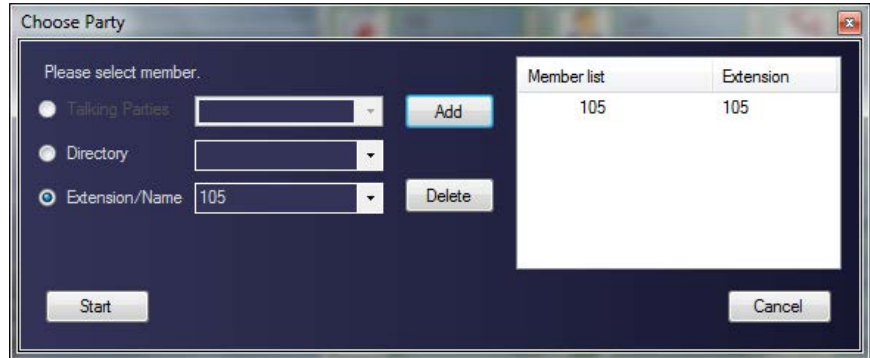 Choose Party
Please select member.
Member list Extension
Talking Parties Add
105 105
Directory
Extension/Name 105 Delete
Start Cancel